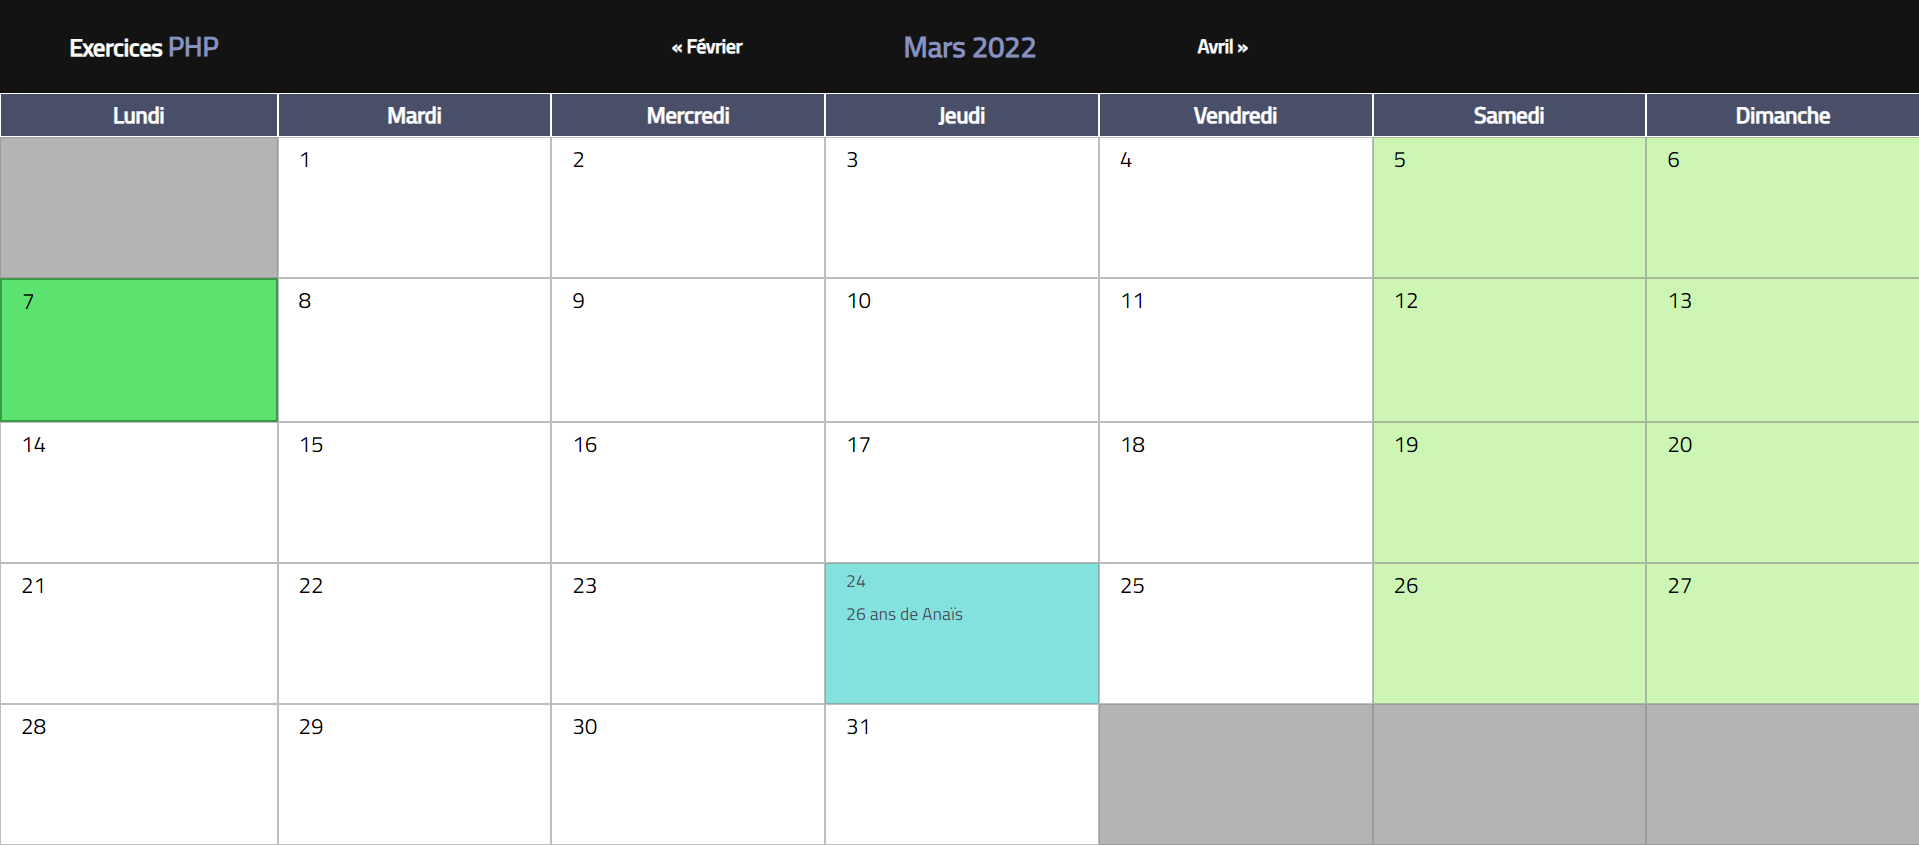 Exercices PHP « Février Mars 2022 Avril »
Lundi Mardi Mercredi Jeudi Vendredi Samedi Dimanche
1 2 3 4 5 6
7 8 9 10 11 12 13
14 15 16 17 18 19 20
21 22 23 24 25 26 27
26 ans de Anaïs
28 29 30 31